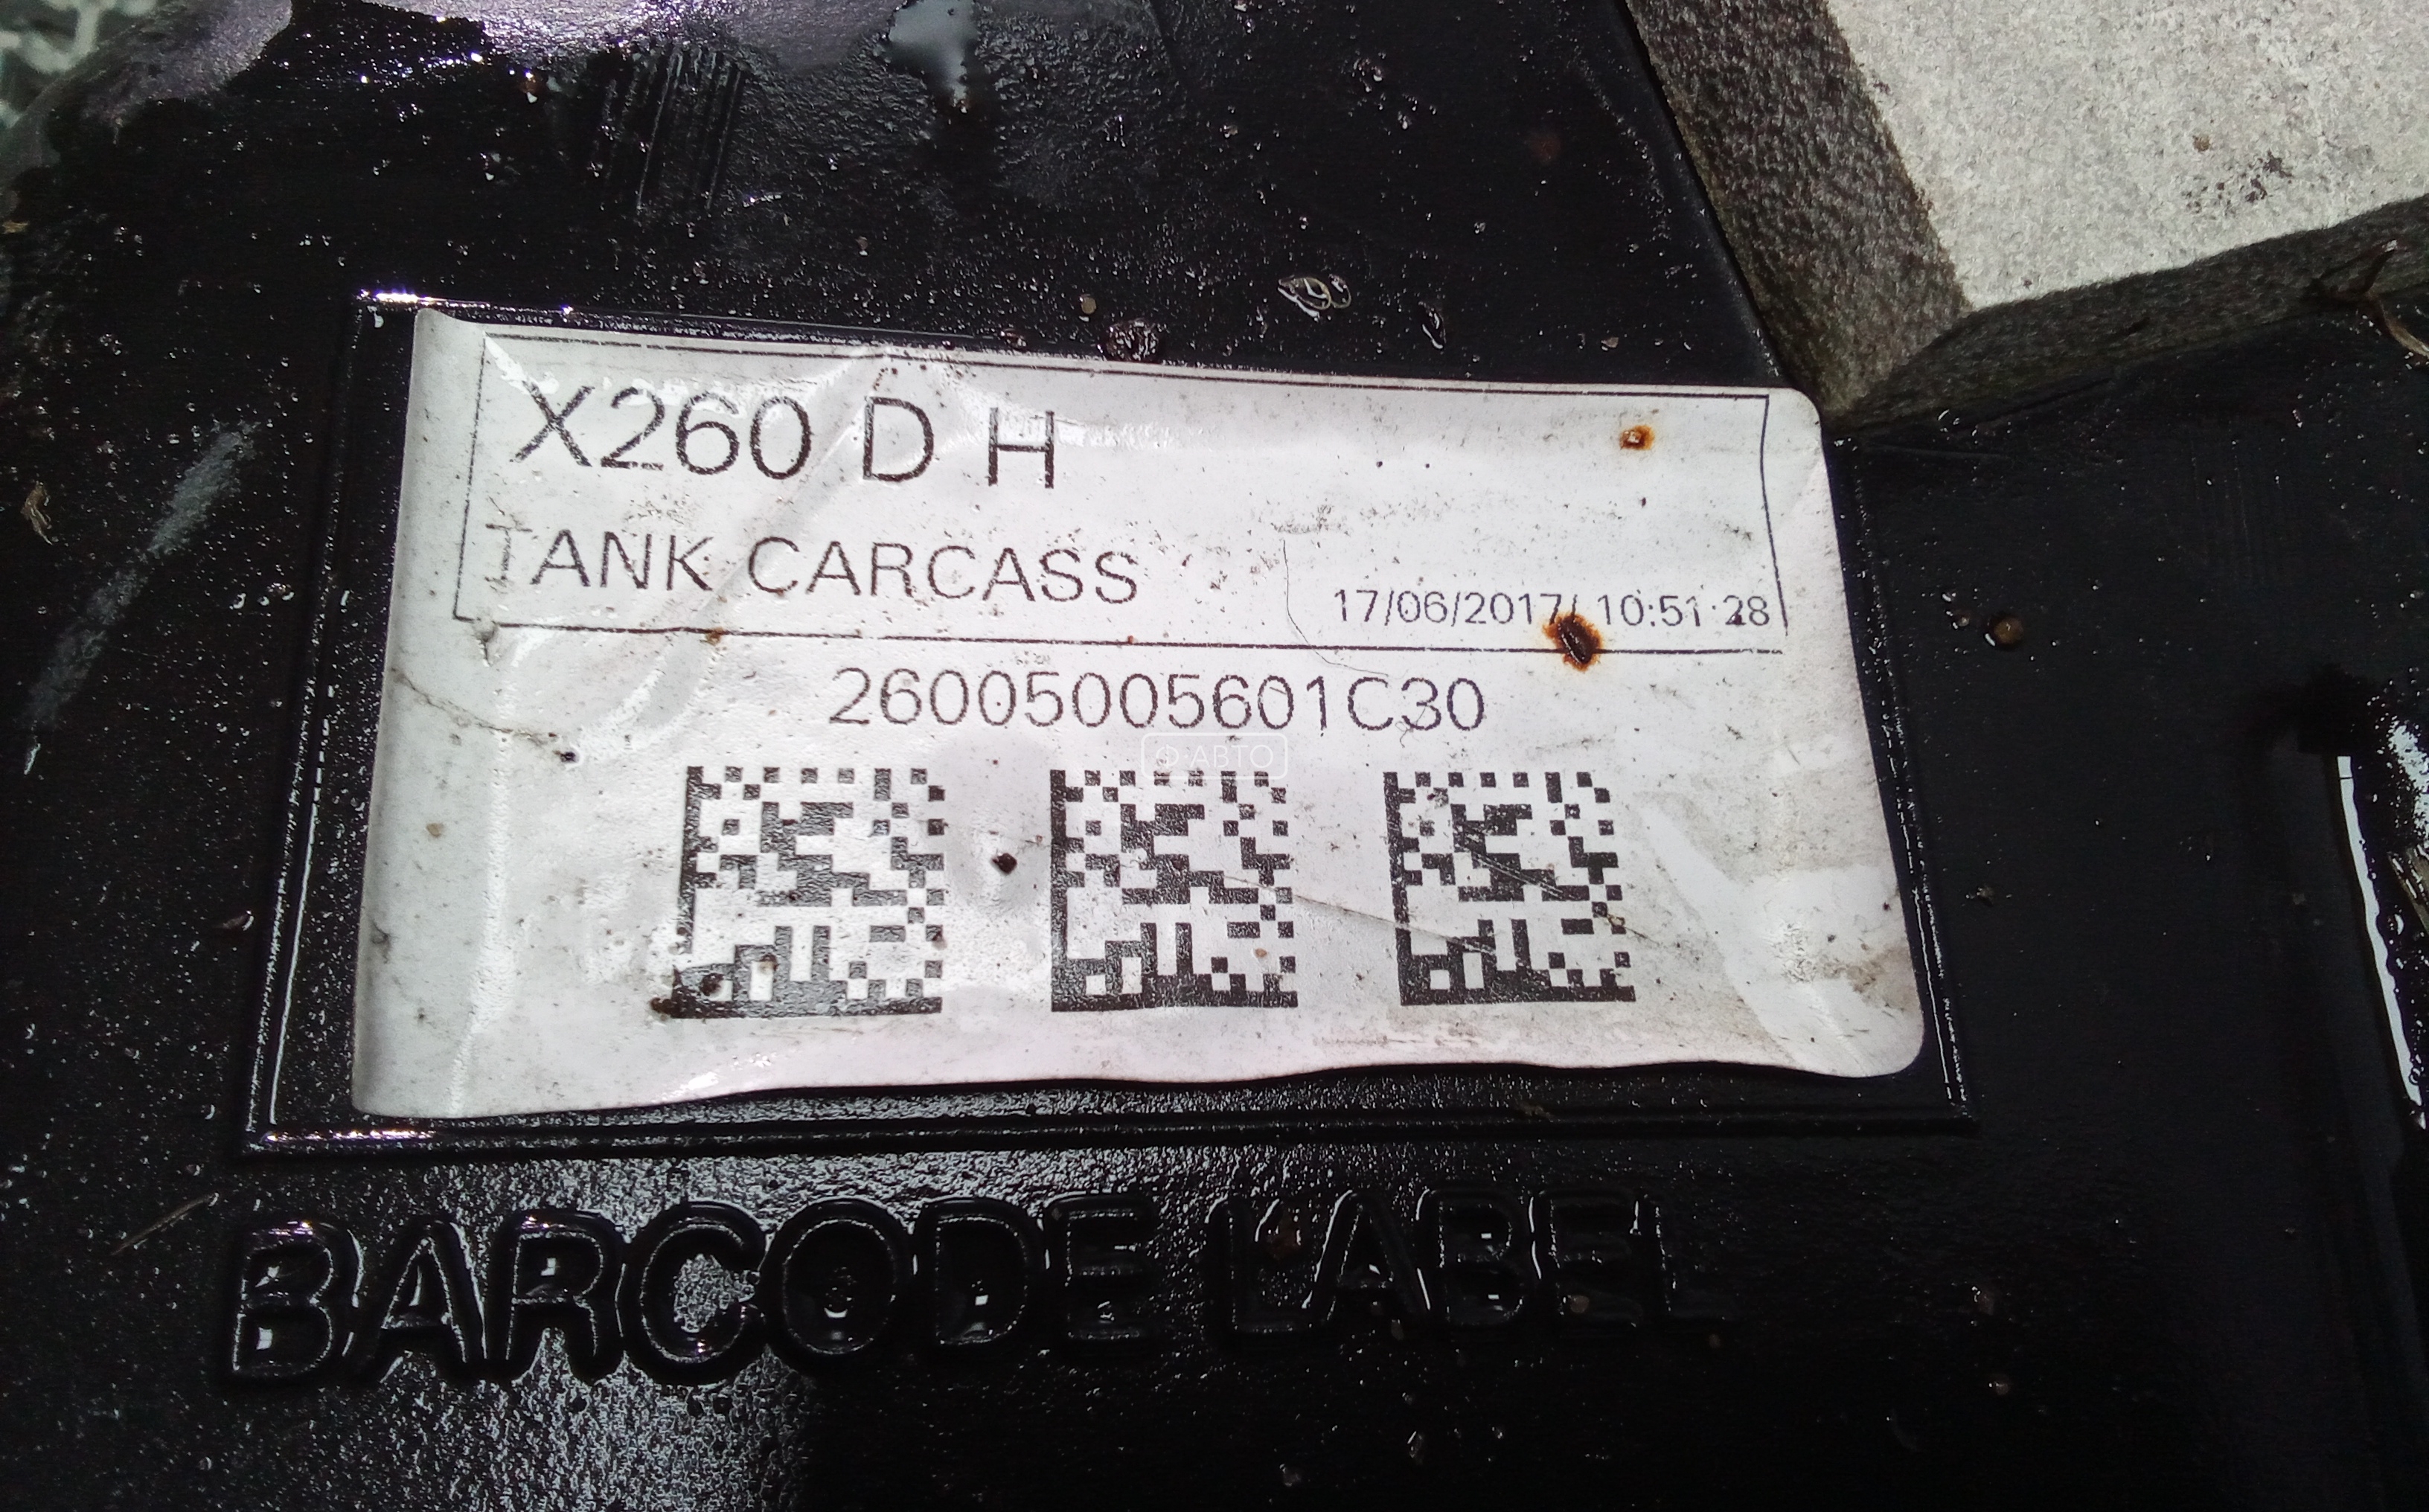 X260 D H
TANK CARCASS
17/06/2017/ 10:51:28
26005005601C30
АВТО
BARCODE LABEL